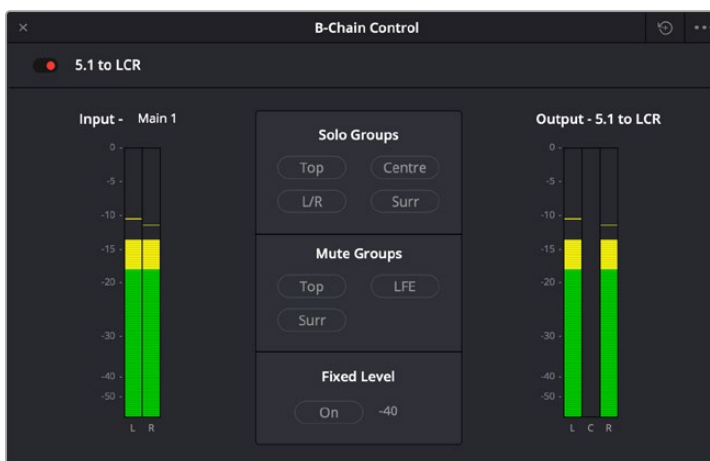 B-Chain Control
5.1 to LCR
Input - Main 1
0 -
-5 -
-10 -
-15 -
-20 -
-30 -
-40 -
-50 -
L R
Solo Groups
Top Centre
L/R Surr
Mute Groups
Top LFE
Surr
Fixed Level
On -40
Output - 5.1 to LCR
0 -
-5 -
-10 -
-15 -
-20 -
-30 -
-40 -
-50 -
L C R